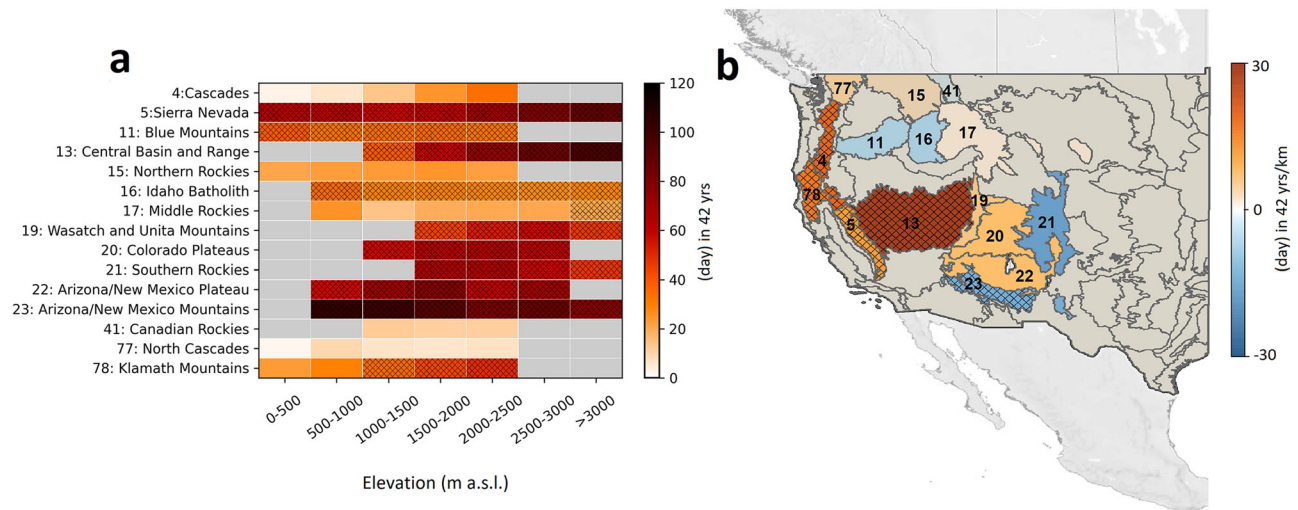 a
4:Cascades
5:Sierra Nevada
11: Blue Mountains
13: Central Basin and Range
15: Northern Rockies
16: Idaho Batholith
17: Middle Rockies
19: Wasatch and Unita Mountains
20: Colorado Plateaus
21: Southern Rockies
22: Arizona/New Mexico Plateau
23: Arizona/New Mexico Mountains
41: Canadian Rockies
77: North Cascades
78: Klamath Mountains
0-500
500-1000
1000-1500
1500-2000
2000-2500
2500-3000
>3000
Elevation (m a.s.l.)
120
100
80
60
40
20
0
(day) in 42 yrs
b
77
15
41
11
16
17
4
78
5
13
19
20
21
22
23
30
0
-30
(day) in 42 yrs/km